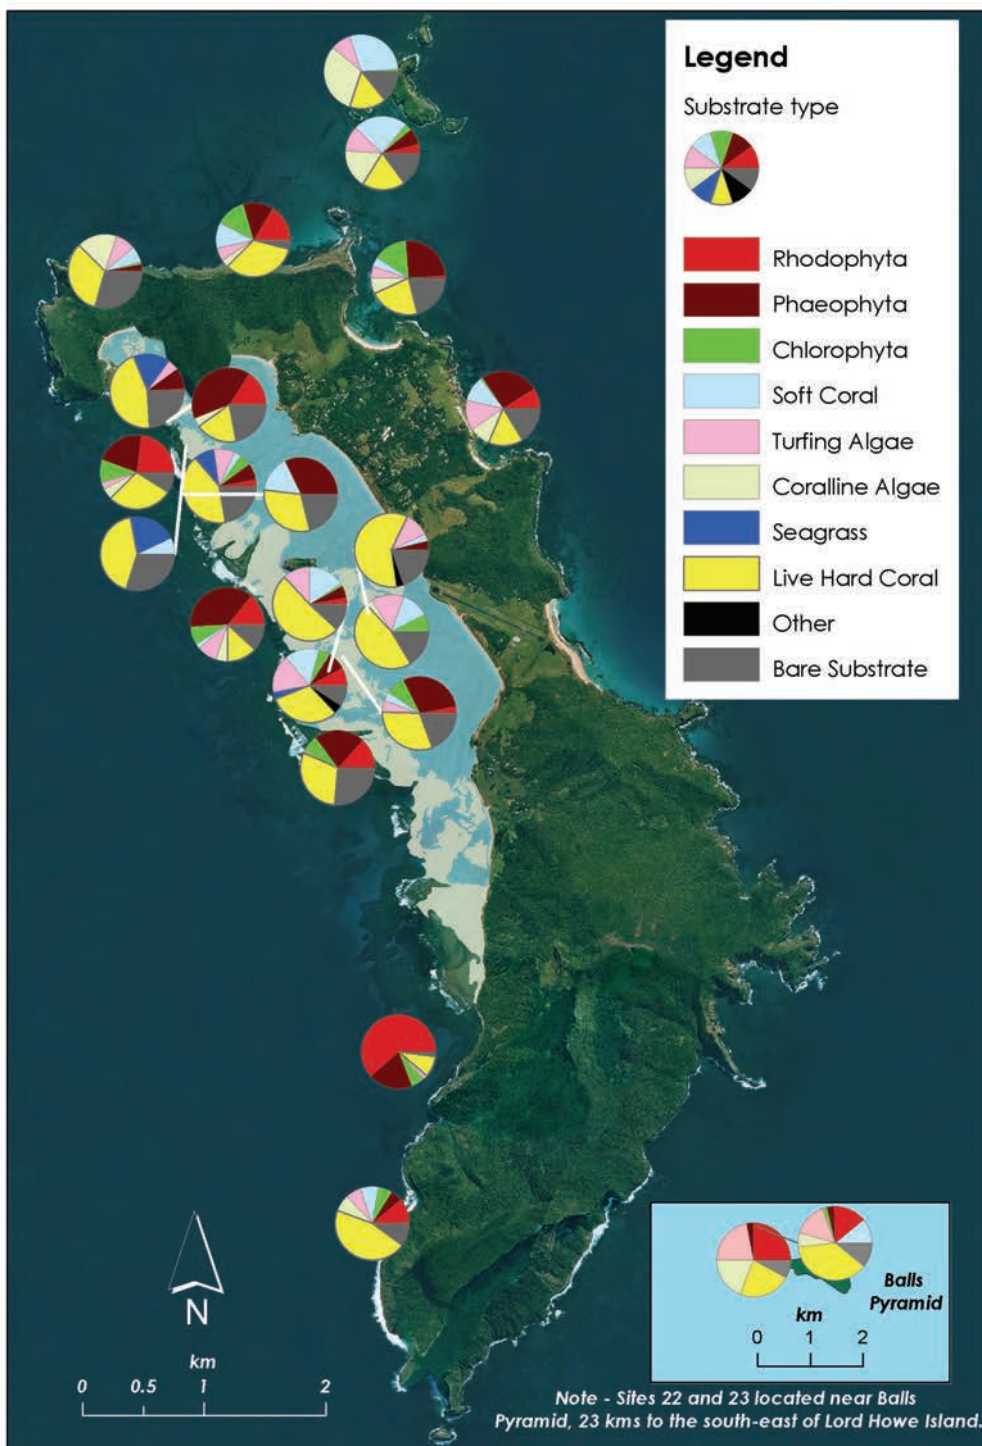 Legend
Substrate type
Rhodophyta
Phaeophyta
Chlorophyta
Soft Coral
Turfing Algae
Coralline Algae
Seagrass
Live Hard Coral
Other
Bare Substrate
N
km
0 0.5 1 2
Balls
Pyramid
km
0 1 2
Note - Sites 22 and 23 located near Balls
Pyramid, 23 kms to the south-east of Lord Howe Island.